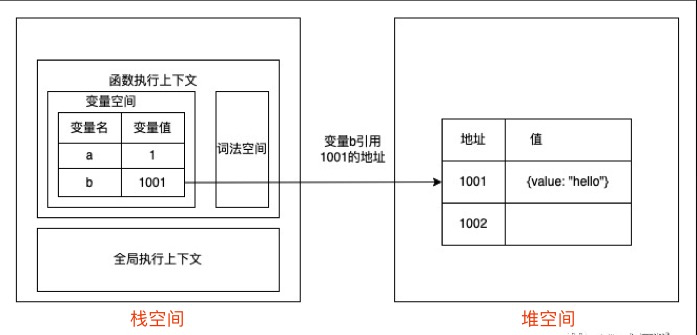 函数执行上下文
变量空间
变量名 变量值
a 1
b 1001
词法空间
全局执行上下文
栈空间
变量b引用
1001的地址
地址 值
1001 {value: "hello"}
1002
堆空间